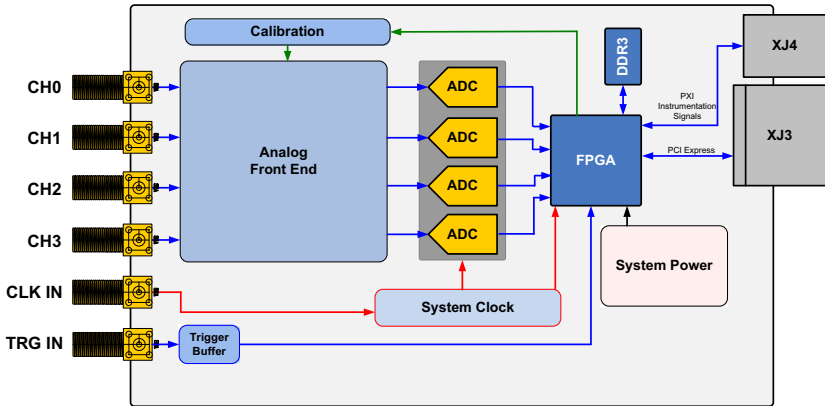 Calibration
DDR3
XJ4
CH0
ADC
PXI
Instrumentation
Signals
XJ3
CH1
Analog
Front End
ADC
FPGA
PCI Express
CH2
ADC
CH3
ADC
System Power
CLK IN
System Clock
TRG IN
Trigger
Buffer